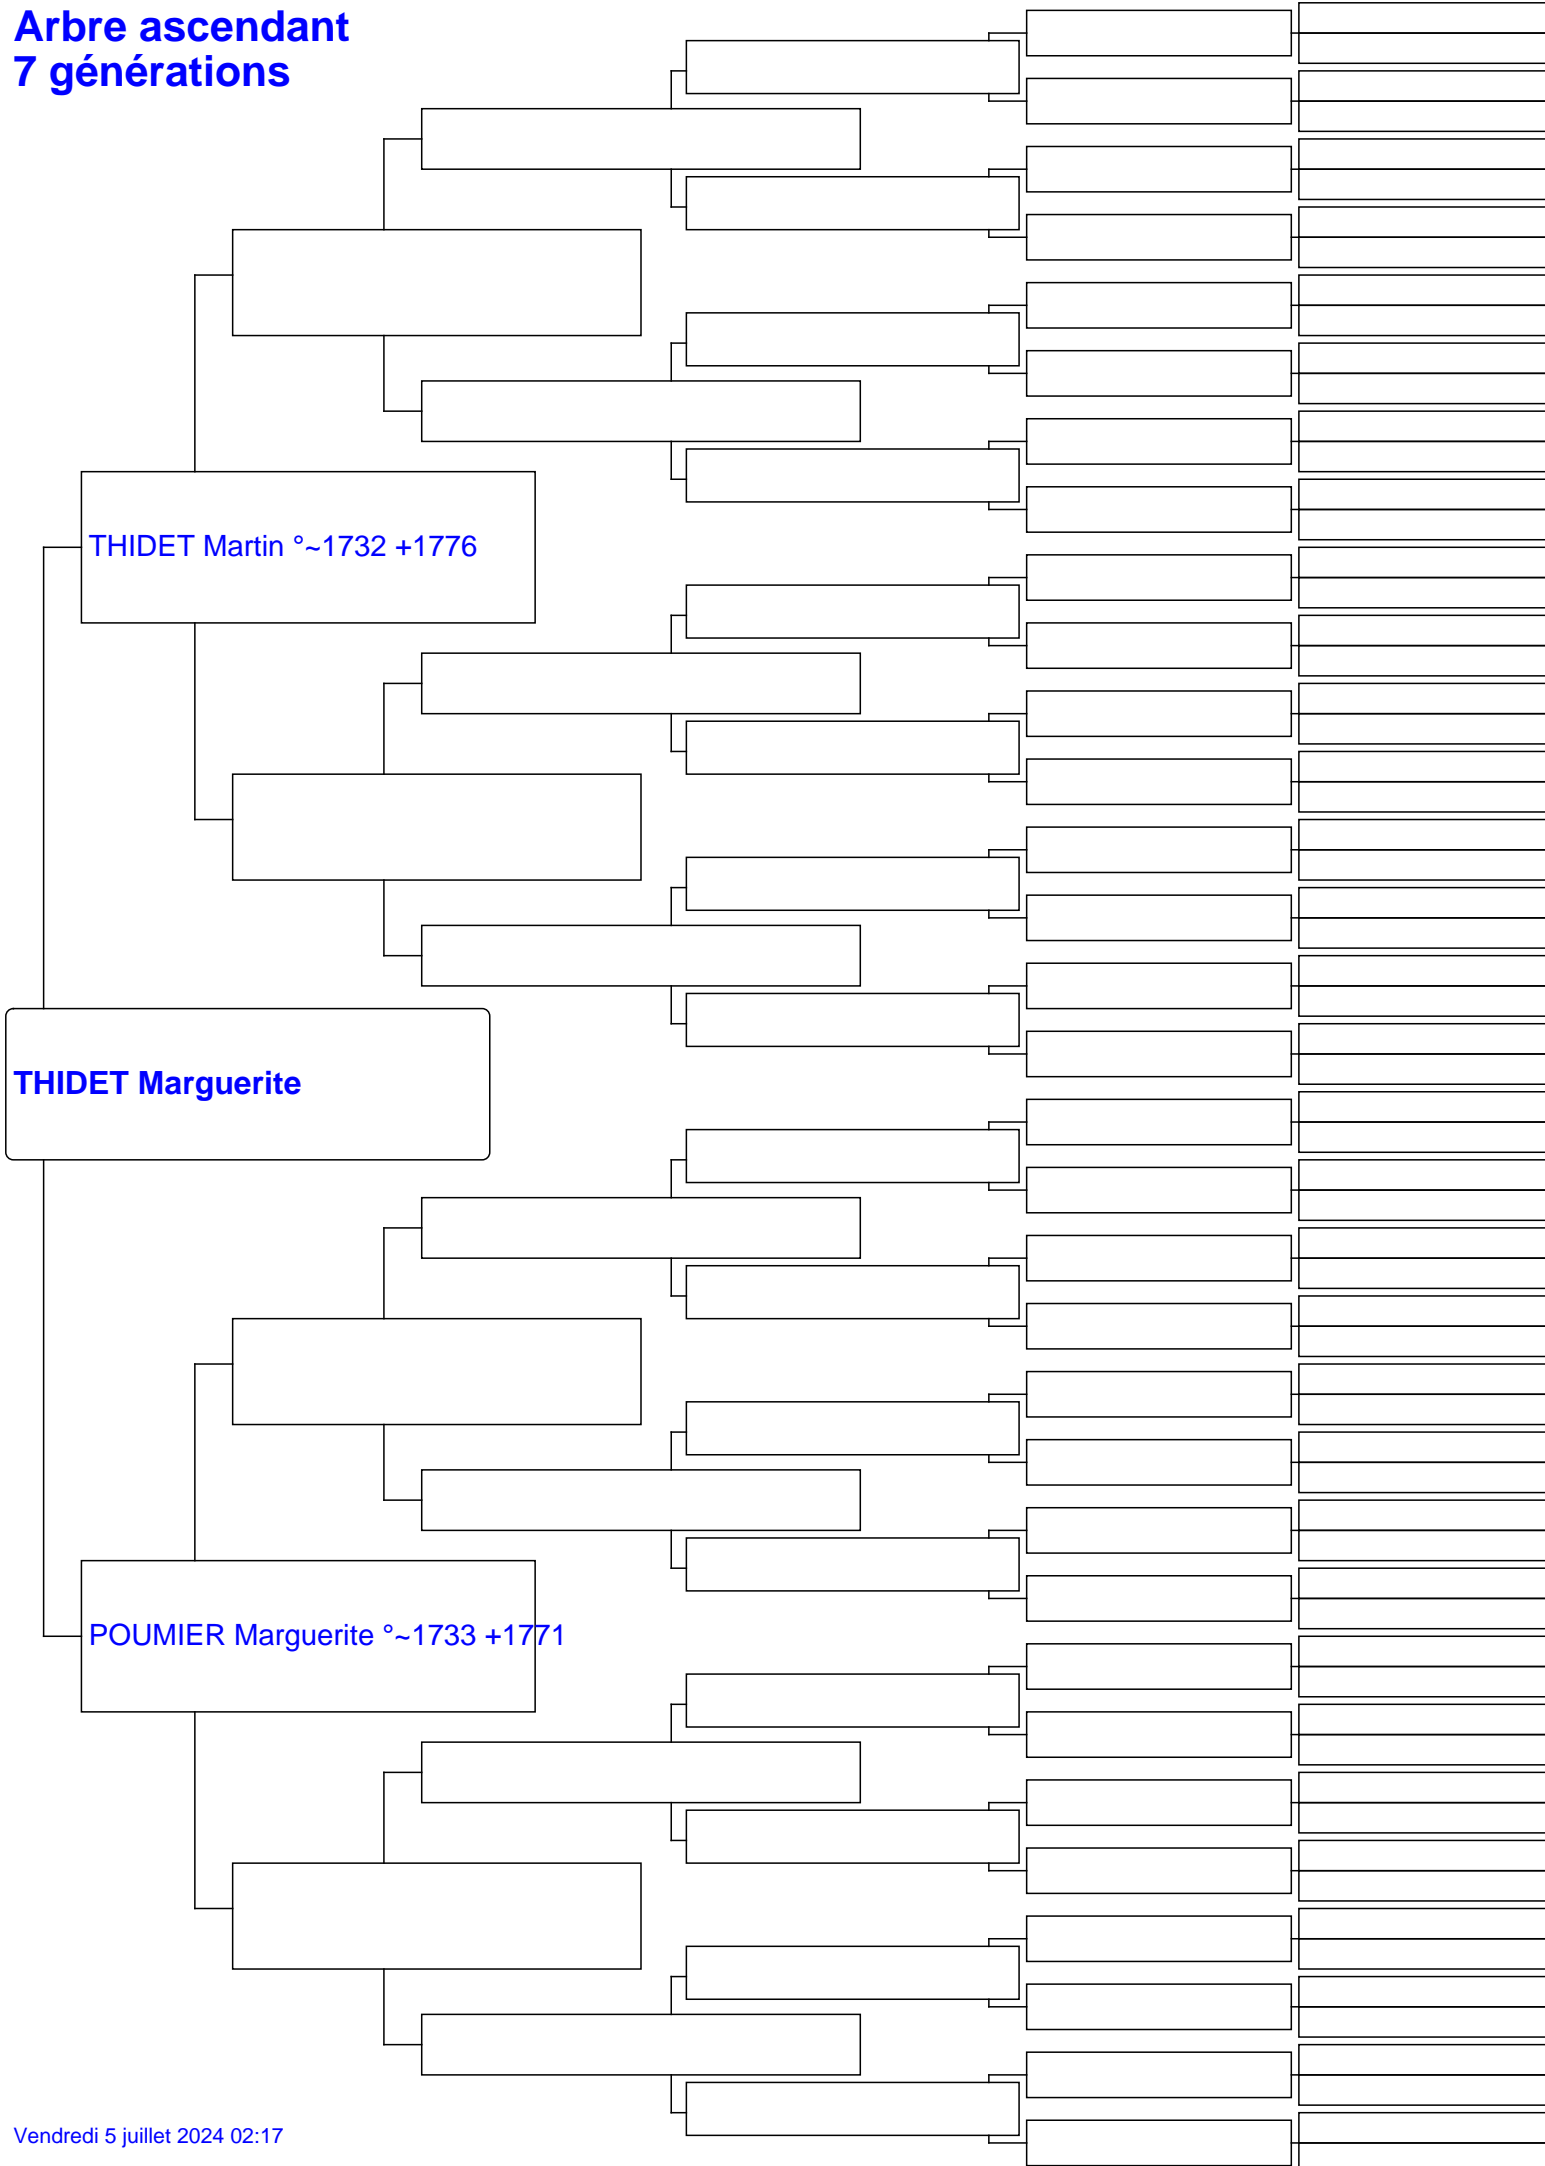 Arbre ascendant
7 générations
THIDET Martin °~1732 +1776
THIDET Marguerite
POUMIER Marguerite °~1733 +1771
Vendredi 5 juillet 2024 02:17